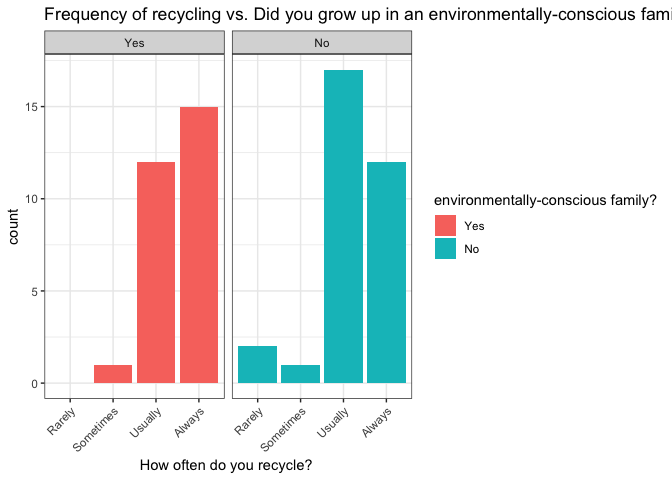 Frequency of recycling vs. Did you grow up in an environmentally-conscious fami
Yes No
15
10
5
0
count
Rarely Sometimes Usually Always Rarely Sometimes Usually Always
How often do you recycle?
environmentally-conscious family?
Yes
No